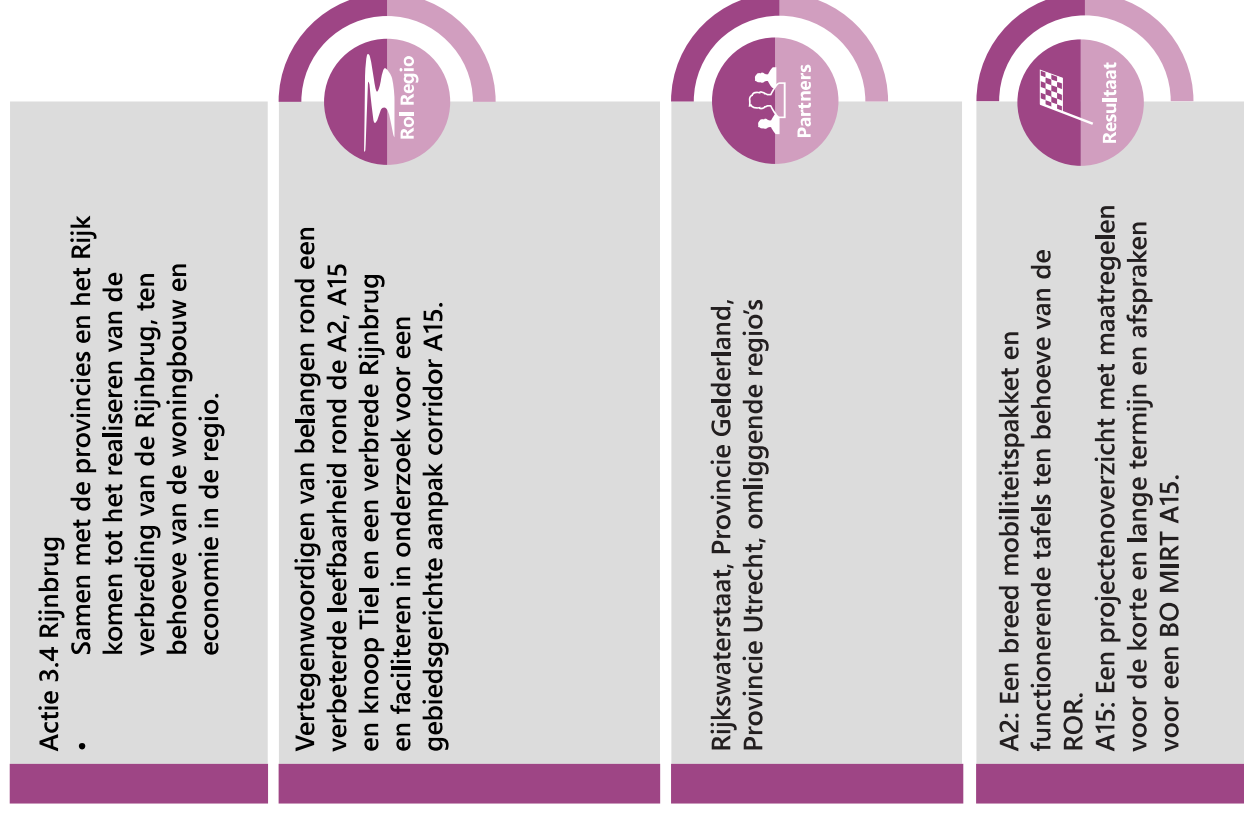 Actie 3.4 Rijnbrug
• Samen met de provincies en het Rijk
komen tot het realiseren van de
verbreding van de Rijnbrug, ten
behoeve van de woningbouw en
economie in de regio.
Rol Regio
Vertegenwoordigen van belangen rond een
verbeterde leefbaarheid rond de A2, A15
en knoop Tiel en een verbrede Rijnbrug
en faciliteren in onderzoek voor een
gebiedsgerichte aanpak corridor A15.
Partners
Rijkswaterstaat, Provincie Gelderland,
Provincie Utrecht, omliggende regio's
Resultaat
A2: Een breed mobiliteitspakket en
functionerende tafels ten behoeve van de
ROR.
A15: Een projectenoverzicht met maatregelen
voor de korte en lange termijn en afspraken
voor een BO MIRT A15.